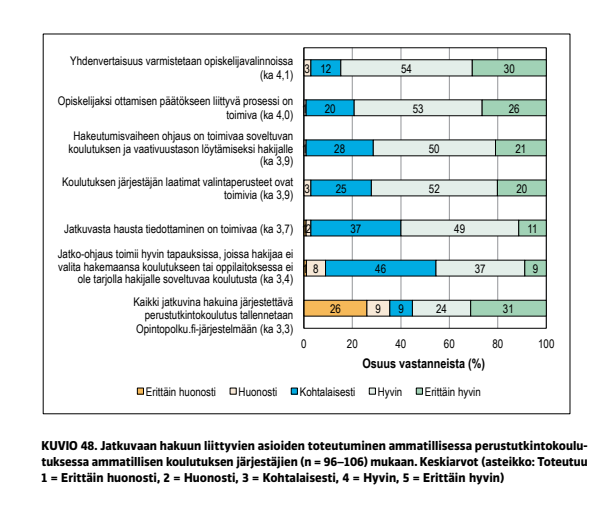 Yhdenvertaisuus varmistetaan opiskelijavalinnoissa
(ka 4,1)
3 12 54 30
Opiskelijaksi ottamisen päätökseen liittyvä prosessi on
toimiva (ka 4,0)
1 20 53 26
Hakeutumisvaiheen ohjaus on toimivaa soveltuvan
koulutuksen ja vaativuustason löytämiseksi hakijalle
(ka 3,9)
1 28 50 21
Koulutuksen järjestäjän laatimat valintaperusteet ovat
toimivia (ka 3,9)
3 25 52 20
Jatkuvasta hausta tiedottaminen on toimivaa (ka 3,7)
1 2 37 49 11
Jatko-ohjaus toimii hyvin tapauksissa, joissa hakijaa ei
valita hakemaansa koulutukseen tai oppilaitoksessa ei
ole tarjolla hakijalle soveltuvaa koulutusta (ka 3,4)
1 8 46 37 9
Kaikki jatkuvina hakuina järjestettävä
perustutkintokoulutus tallennetaan
Opintopolku.fi-järjestelmään (ka 3,3)
26 9 9 24 31
0 20 40 60 80 100
Osuus vastanneista (%)
Erittäin huonosti Huonosti Kohtalaisesti Hyvin Erittäin hyvin
KUVIO 48. Jatkuvaan hakuun liittyvien asioiden toteutuminen ammatillisessa perustutkintokoulu-
tuksessa ammatillisen koulutuksen järjestäjien (n = 96–106) mukaan. Keskiarvot (asteikko: Toteutuu
1 = Erittäin huonosti, 2 = Huonosti, 3 = Kohtalaisesti, 4 = Hyvin, 5 = Erittäin hyvin)